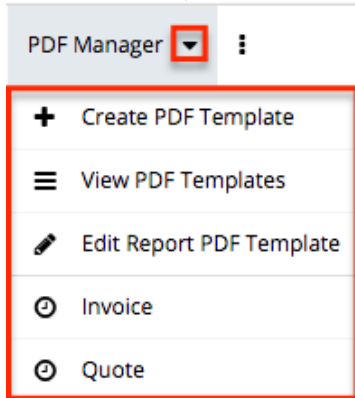 PDF Manager
Create PDF Template
View PDF Templates
Edit Report PDF Template
Invoice
Quote